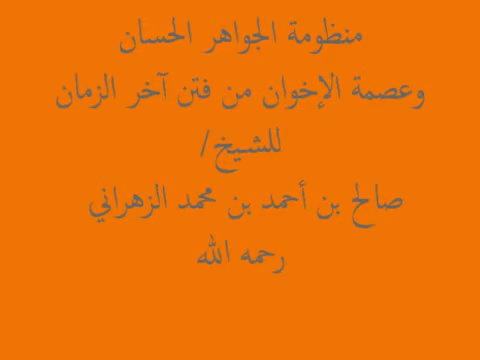 منظومة الجواهر الحسان
وعصمة الإخوان من فتن آخر الزمان
للشيخ/
صالح بن أحمد بن محمد الزهراني
رحمه الله